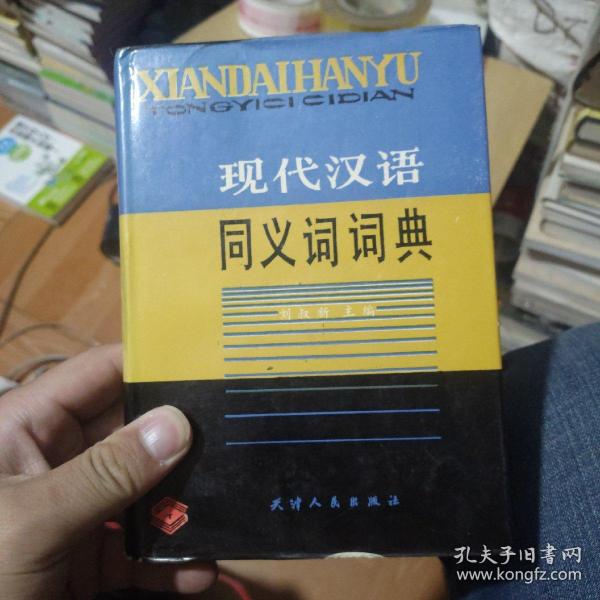 XIANDAIHANYU
TONGYICI CIDIAN
现代汉语
同义词词典
刘叔新 主编
天津人民出版社
孔夫子旧書网
www.kongfz.com